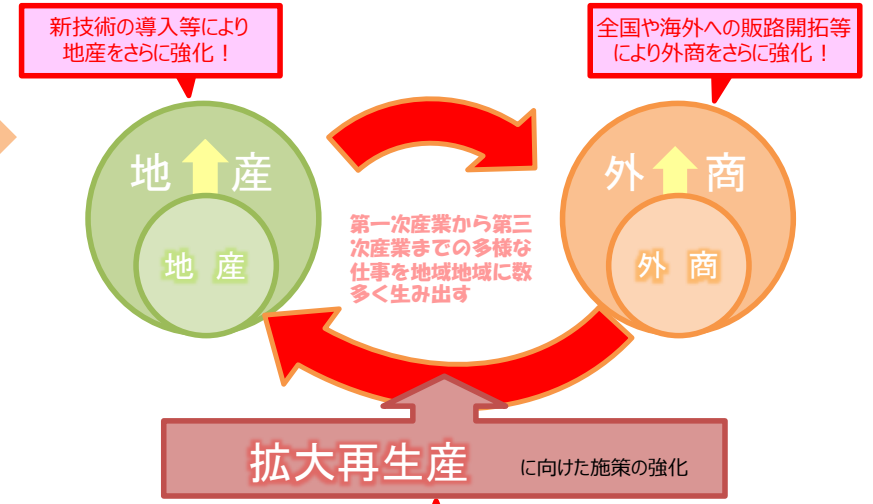 新技術の導入等により
地産をさらに強化！
全国や海外への販路開拓等
により外商をさらに強化！
地 産
外 商
第一次産業から第三
次産業までの多様な
仕事を地域地域に数
多く生み出す
地 産
外 商
拡大再生産 に向けた施策の強化